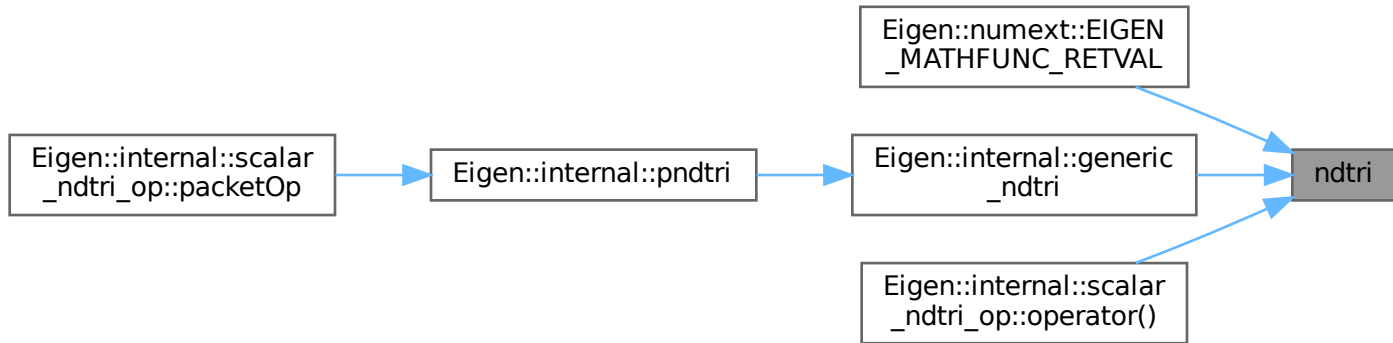 Eigen::numext::EIGEN
_MATHFUNC_RETVAL
Eigen::internal::scalar
_ndtri_op::packetOp
Eigen::internal::pndtri
Eigen::internal::generic
_ndtri
ndtri
Eigen::internal::scalar
_ndtri_op::operator()